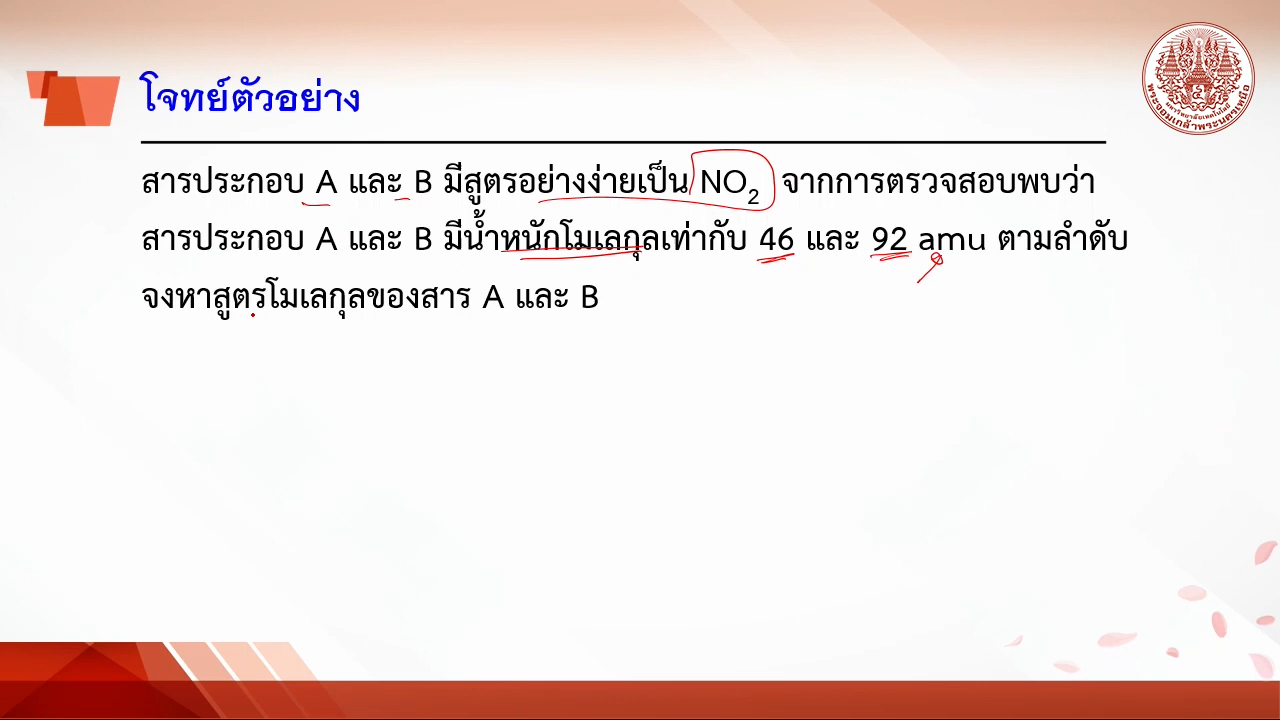 โจทย์ตัวอย่าง
สารประกอบ A และ B มีสูตรอย่างง่ายเป็น NO₂ จากการตรวจสอบพบว่า
สารประกอบ A และ B มีน้ำหนักโมเลกุลเท่ากับ 46 และ 92 amu ตามลำดับ
จงหาสูตรโมเลกุลของสาร A และ B